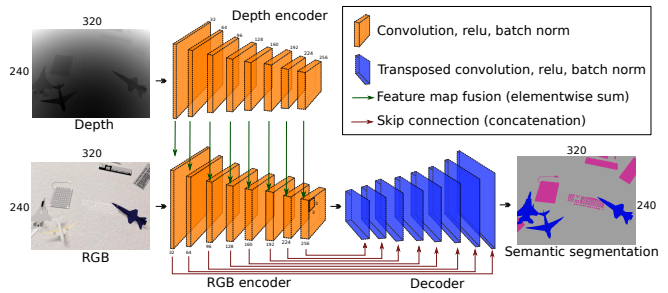 320
Depth encoder
32
64
96
128
160
192
224
256
240
Depth
Convolution, relu, batch norm
Transposed convolution, relu, batch norm
Feature map fusion (elementwise sum)
Skip connection (concatenation)
320
240
RGB
32
64
96
128
160
192
224
256
RGB encoder
Decoder
320
240
Semantic segmentation